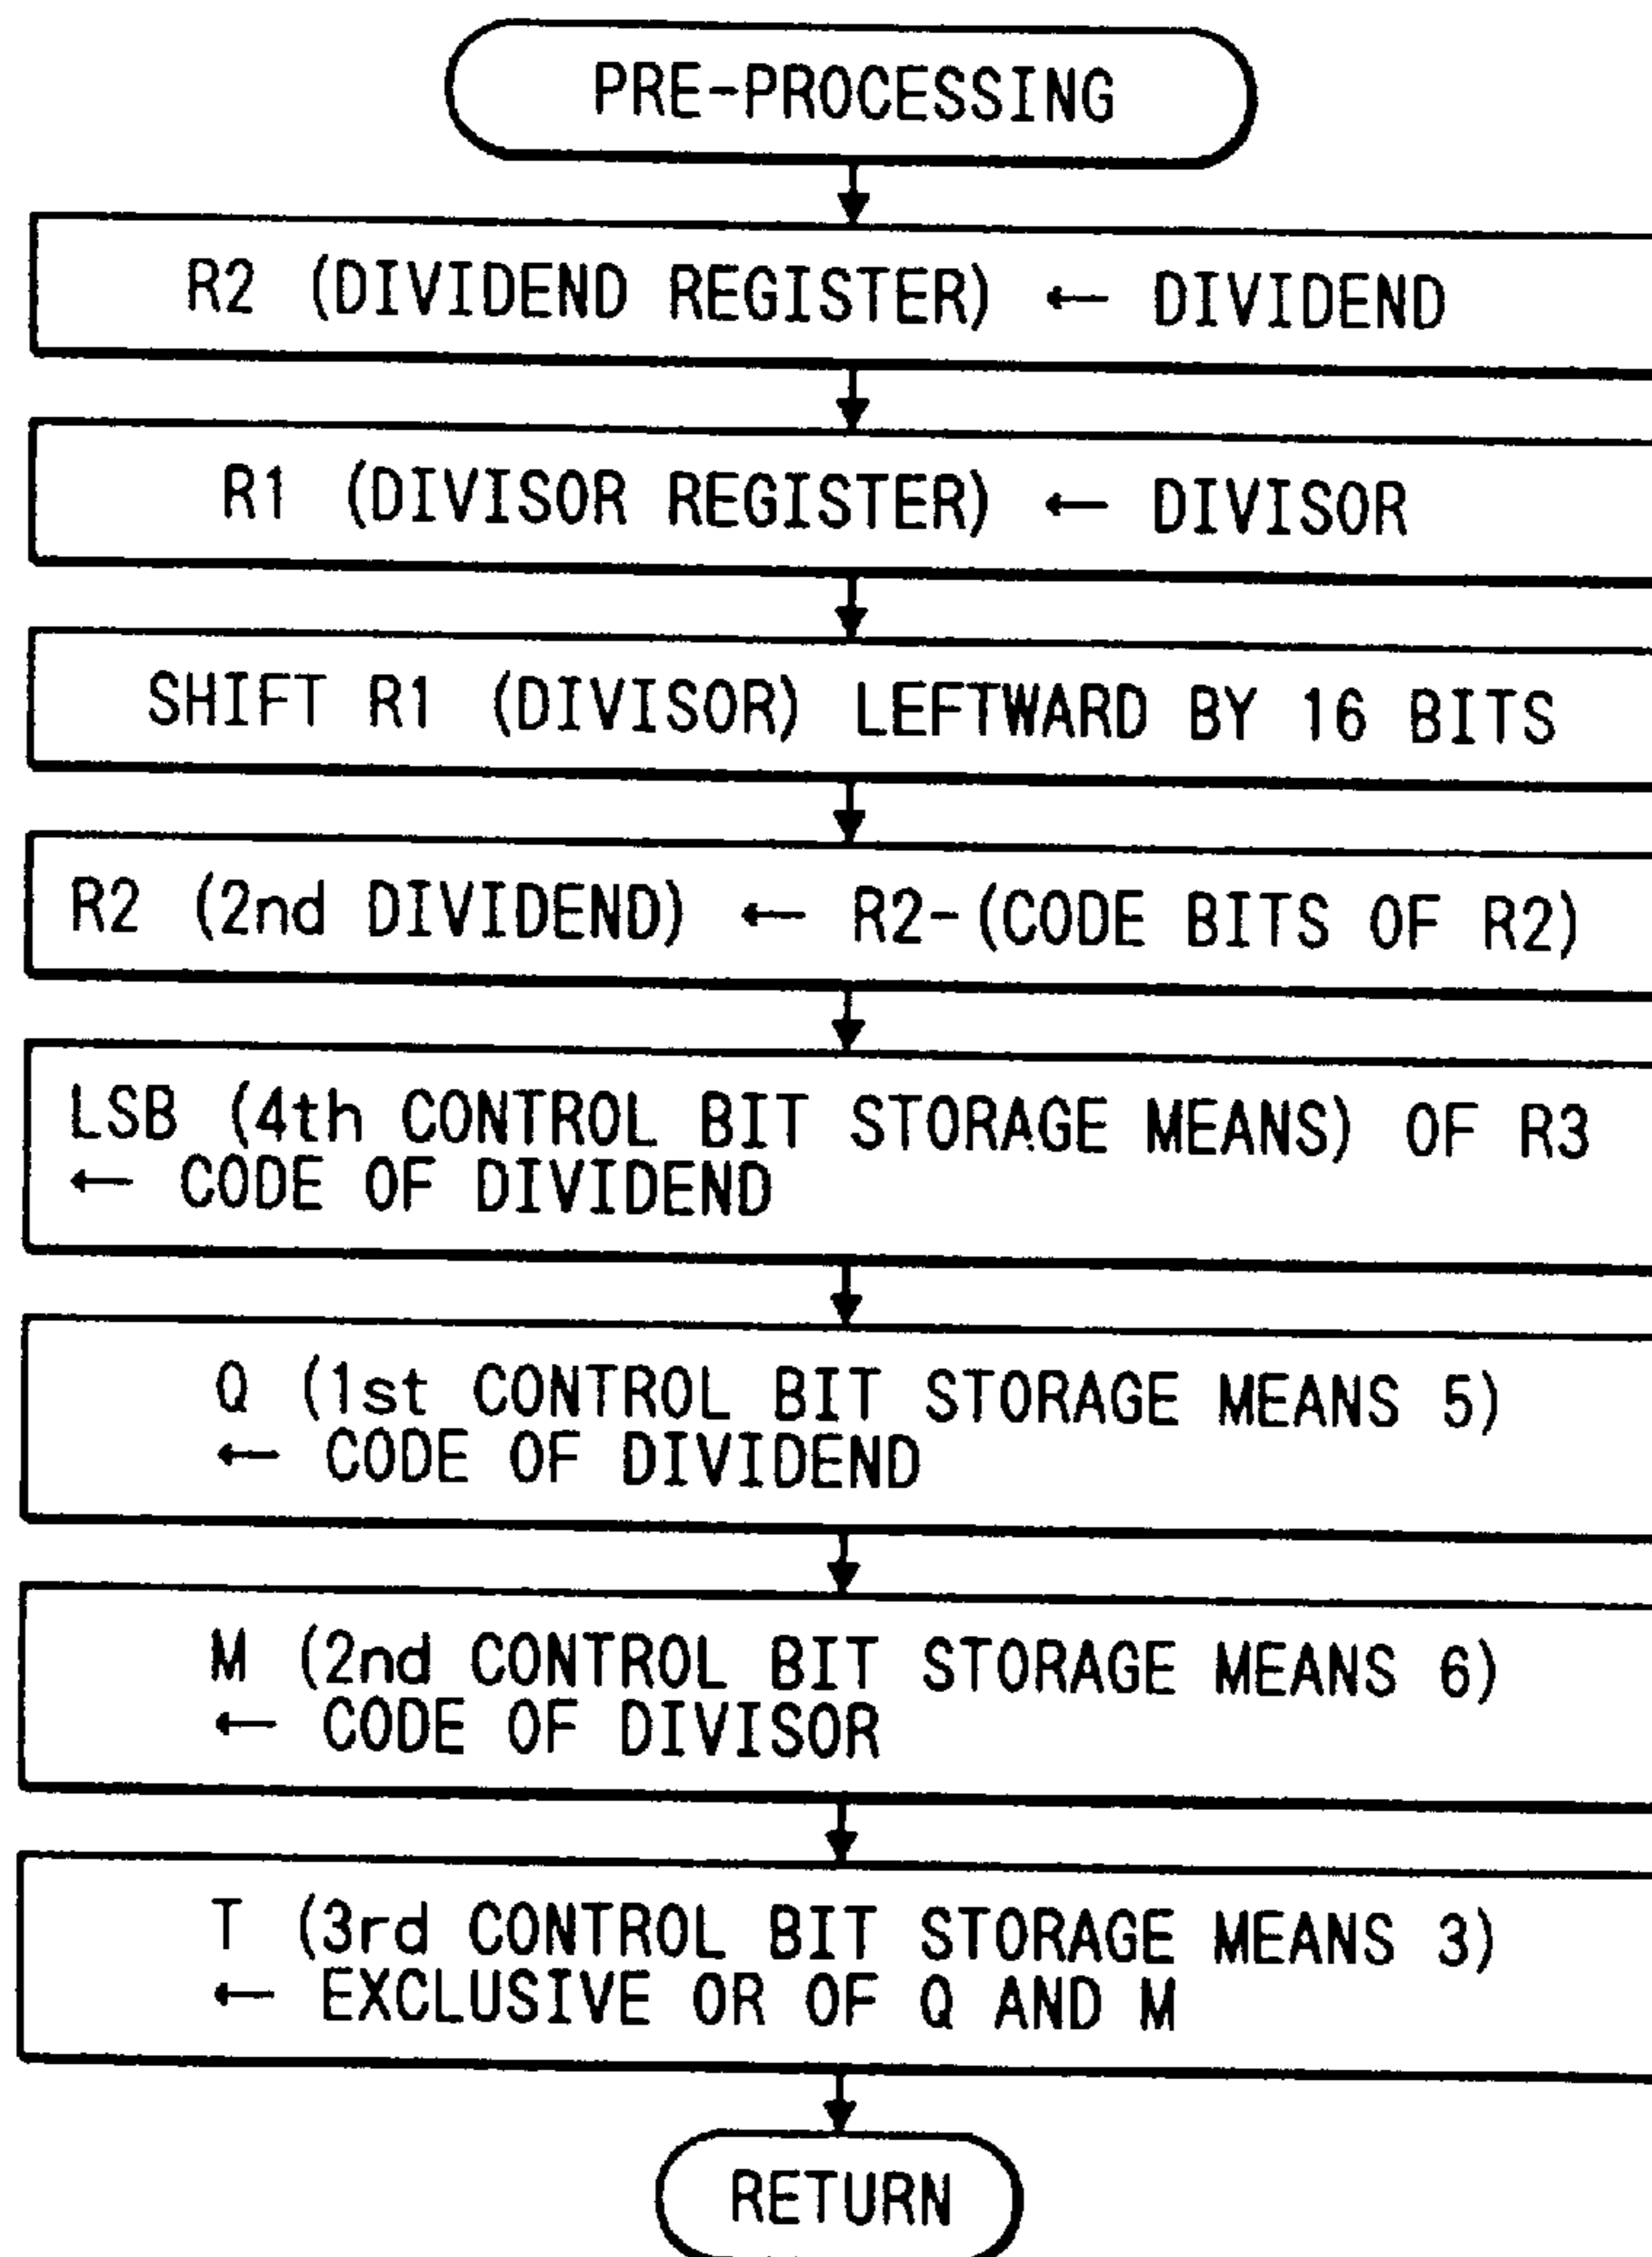 PRE-PROCESSING
R2 (DIVIDEND REGISTER) ← DIVIDEND
R1 (DIVISOR REGISTER) ← DIVISOR
SHIFT R1 (DIVISOR) LEFTWARD BY 16 BITS
R2 (2nd DIVIDEND) ← R2-(CODE BITS OF R2)
LSB (4th CONTROL BIT STORAGE MEANS) OF R3
← CODE OF DIVIDEND
Q (1st CONTROL BIT STORAGE MEANS 5)
← CODE OF DIVIDEND
M (2nd CONTROL BIT STORAGE MEANS 6)
← CODE OF DIVISOR
T (3rd CONTROL BIT STORAGE MEANS 3)
← EXCLUSIVE OR OF Q AND M
RETURN